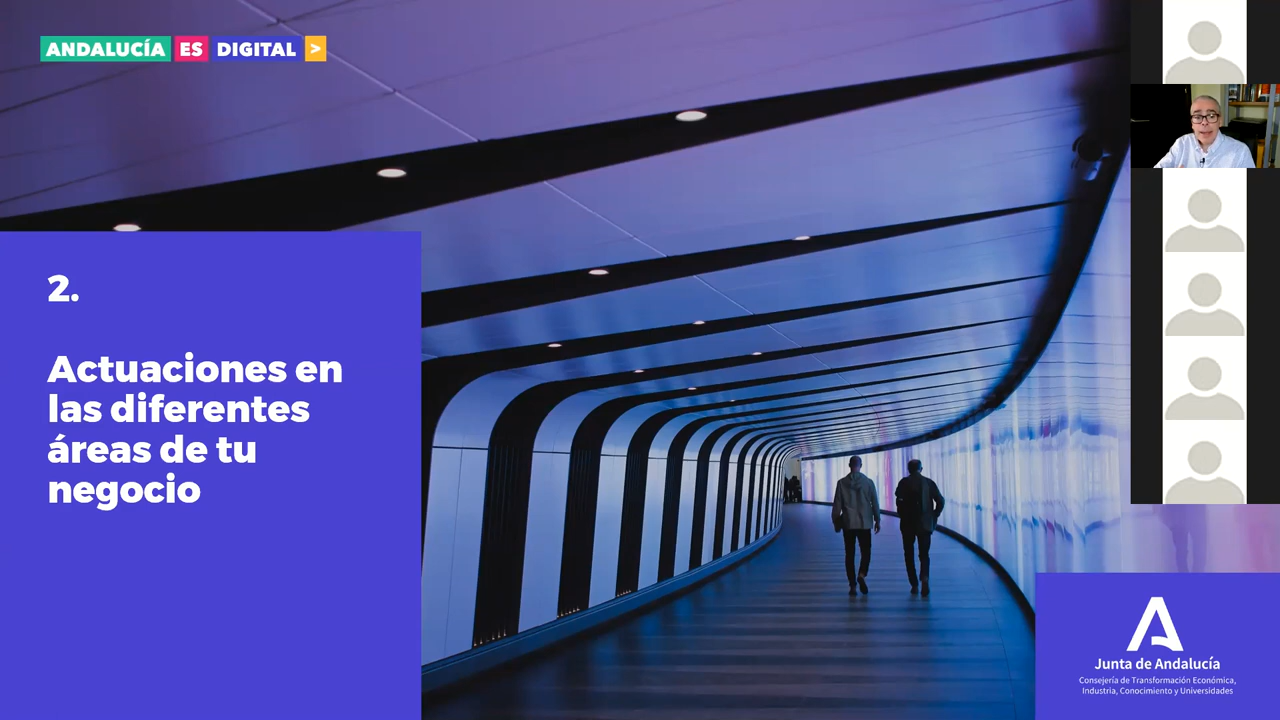 ANDALUCÍA ES DIGITAL >
2.
Actuaciones en
las diferentes
áreas de tu
negocio
Junta de Andalucía
Consejería de Transformación Económica,
Industria, Conocimiento y Universidades